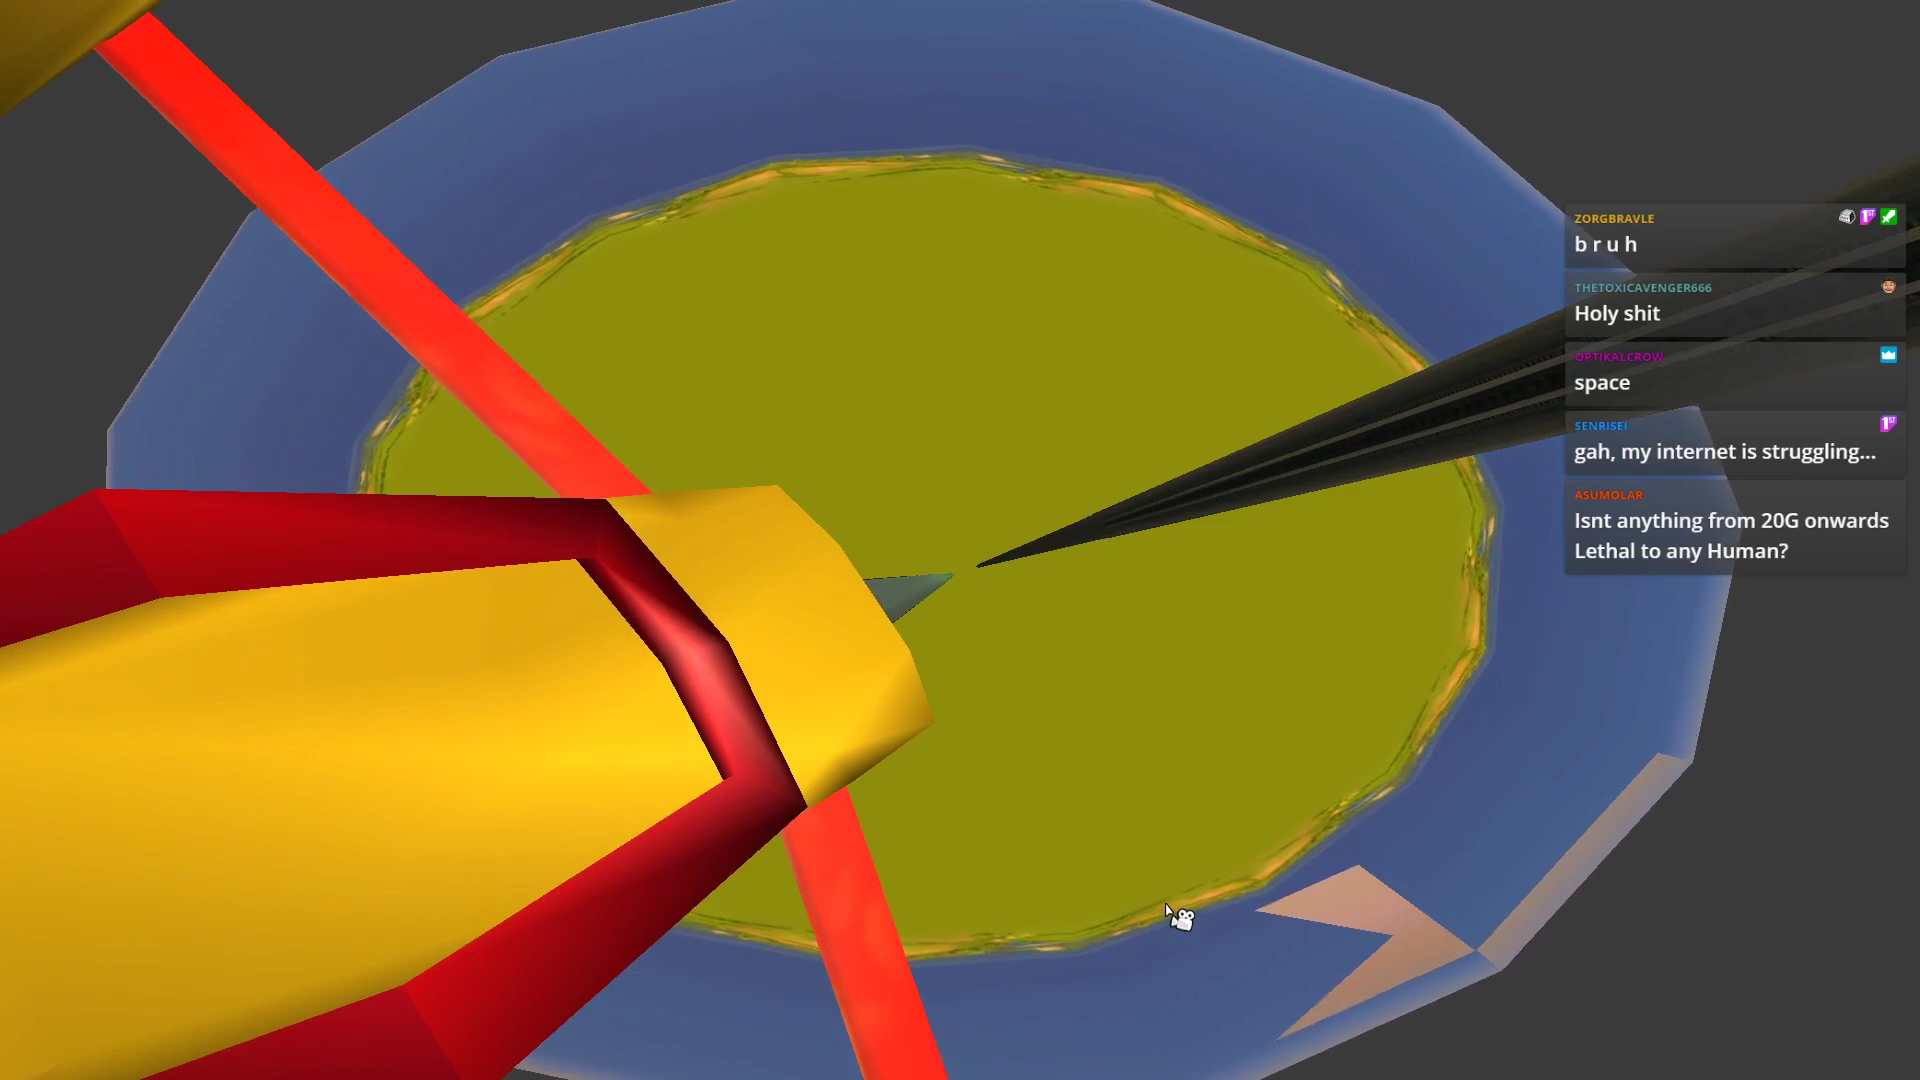 ZORGBRAVLE
b r u h
THETOXICAVENGER666
Holy shit
OPTIKALCROW
space
SENRISEI
gah, my internet is struggling...
ASUMOLAR
Isnt anything from 20G onwards
Lethal to any Human?